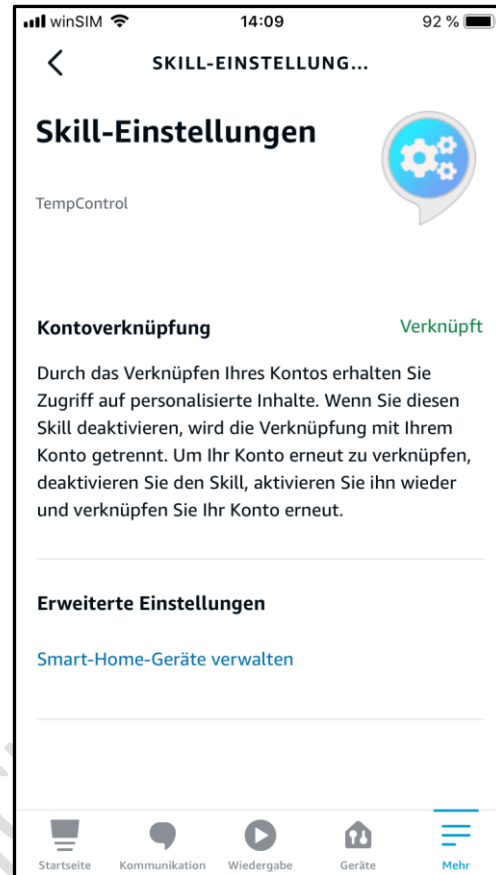 winSIM 14:09 92 %
SKILL-EINSTELLUNG...
Skill-Einstellungen
TempControl
Kontoverknüpfung Verknüpft
Durch das Verknüpfen Ihres Kontos erhalten Sie
Zugriff auf personalisierte Inhalte. Wenn Sie diesen
Skill deaktivieren, wird die Verknüpfung mit Ihrem
Konto getrennt. Um Ihr Konto erneut zu verknüpfen,
deaktivieren Sie den Skill, aktivieren Sie ihn wieder
und verknüpfen Sie Ihr Konto erneut.
Erweiterte Einstellungen
Smart-Home-Geräte verwalten
Startseite Kommunikation Wiedergabe Geräte Mehr